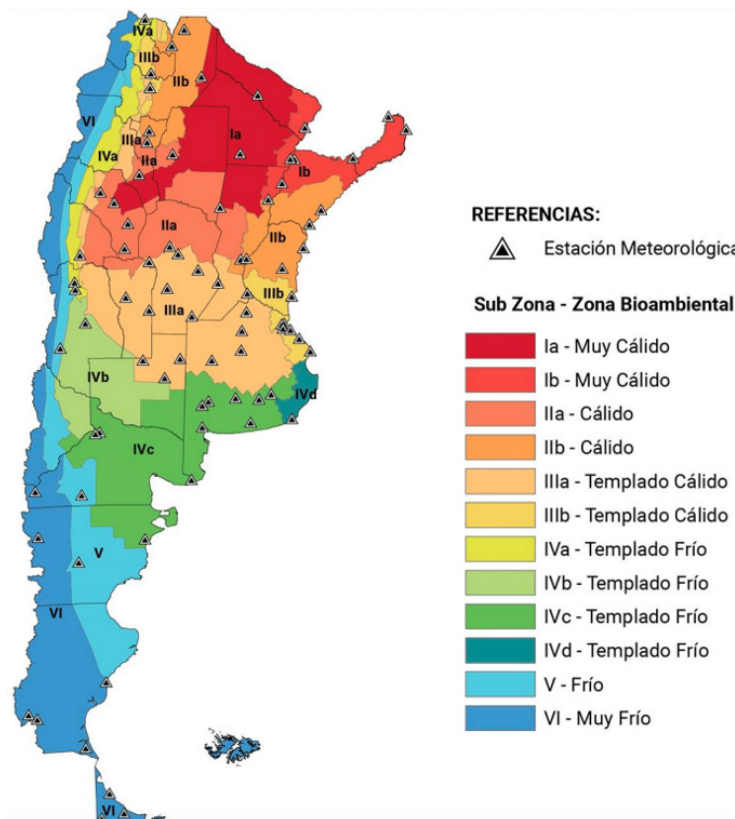 IVa
IIIb
IIb
VI
Ia
IIIa
IVa
IIa
Ib
IIa
IIb
IIIb
IIIa
IVb
IVd
IVc
V
VI
VI
REFERENCIAS:
Estación Meteorológica
Sub Zona - Zona Bioambiental
Ia - Muy Cálido
Ib - Muy Cálido
IIa - Cálido
IIb - Cálido
IIIa - Templado Cálido
IIIb - Templado Cálido
IVa - Templado Frío
IVb - Templado Frío
IVc - Templado Frío
IVd - Templado Frío
V - Frío
VI - Muy Frío